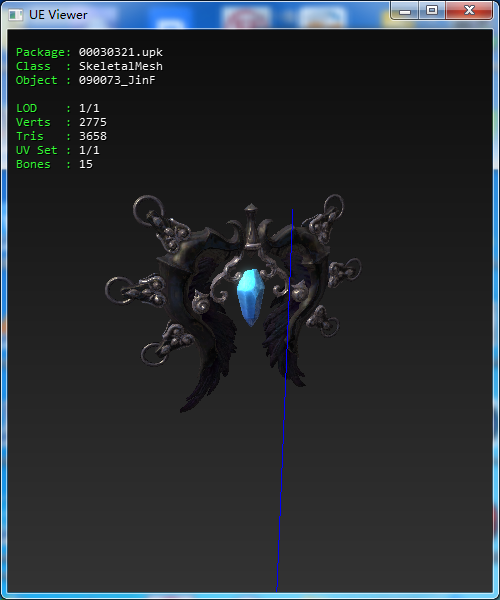 UE Viewer
Package: 00030321.upk
Class : SkeletalMesh
Object : 090073_JinF
LOD : 1/1
Verts : 2775
Tris : 3658
UV Set : 1/1
Bones : 15